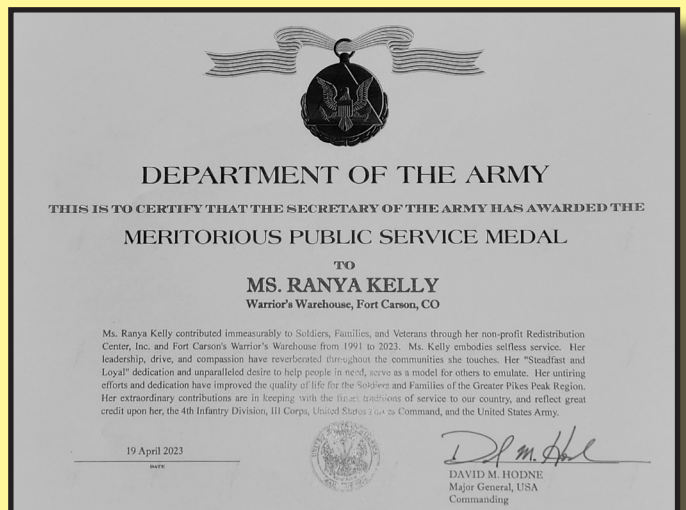 DEPARTMENT OF THE ARMY
THIS IS TO CERTIFY THAT THE SECRETARY OF THE ARMY HAS AWARDED THE
MERITORIOUS PUBLIC SERVICE MEDAL
TO
MS. RANYA KELLY
Warrior's Warehouse, Fort Carson, CO
Ms. Ranya Kelly contributed immeasurably to Soldiers, Families, and Veterans through her non-profit Redistribution
Center, Inc. and Fort Carson's Warrior's Warehouse from 1991 to 2023. Ms. Kelly embodies selfless service. Her
leadership, drive, and compassion have reverberated throughout the communities she touches. Her "Steadfast and
Loyal" dedication and unparalleled desire to help people in need, serve as a model for others to emulate. Her untiring
efforts and dedication have improved the quality of life for the Soldiers and Families of the Greater Pikes Peak Region.
Her extraordinary contributions are in keeping with the finest traditions of service to our country, and reflect great
credit upon her, the 4th Infantry Division, III Corps, United States Command, and the United States Army.
19 April 2023
DATE
David M. Hodne
DAVID M. HODNE
Major General, USA
Commanding